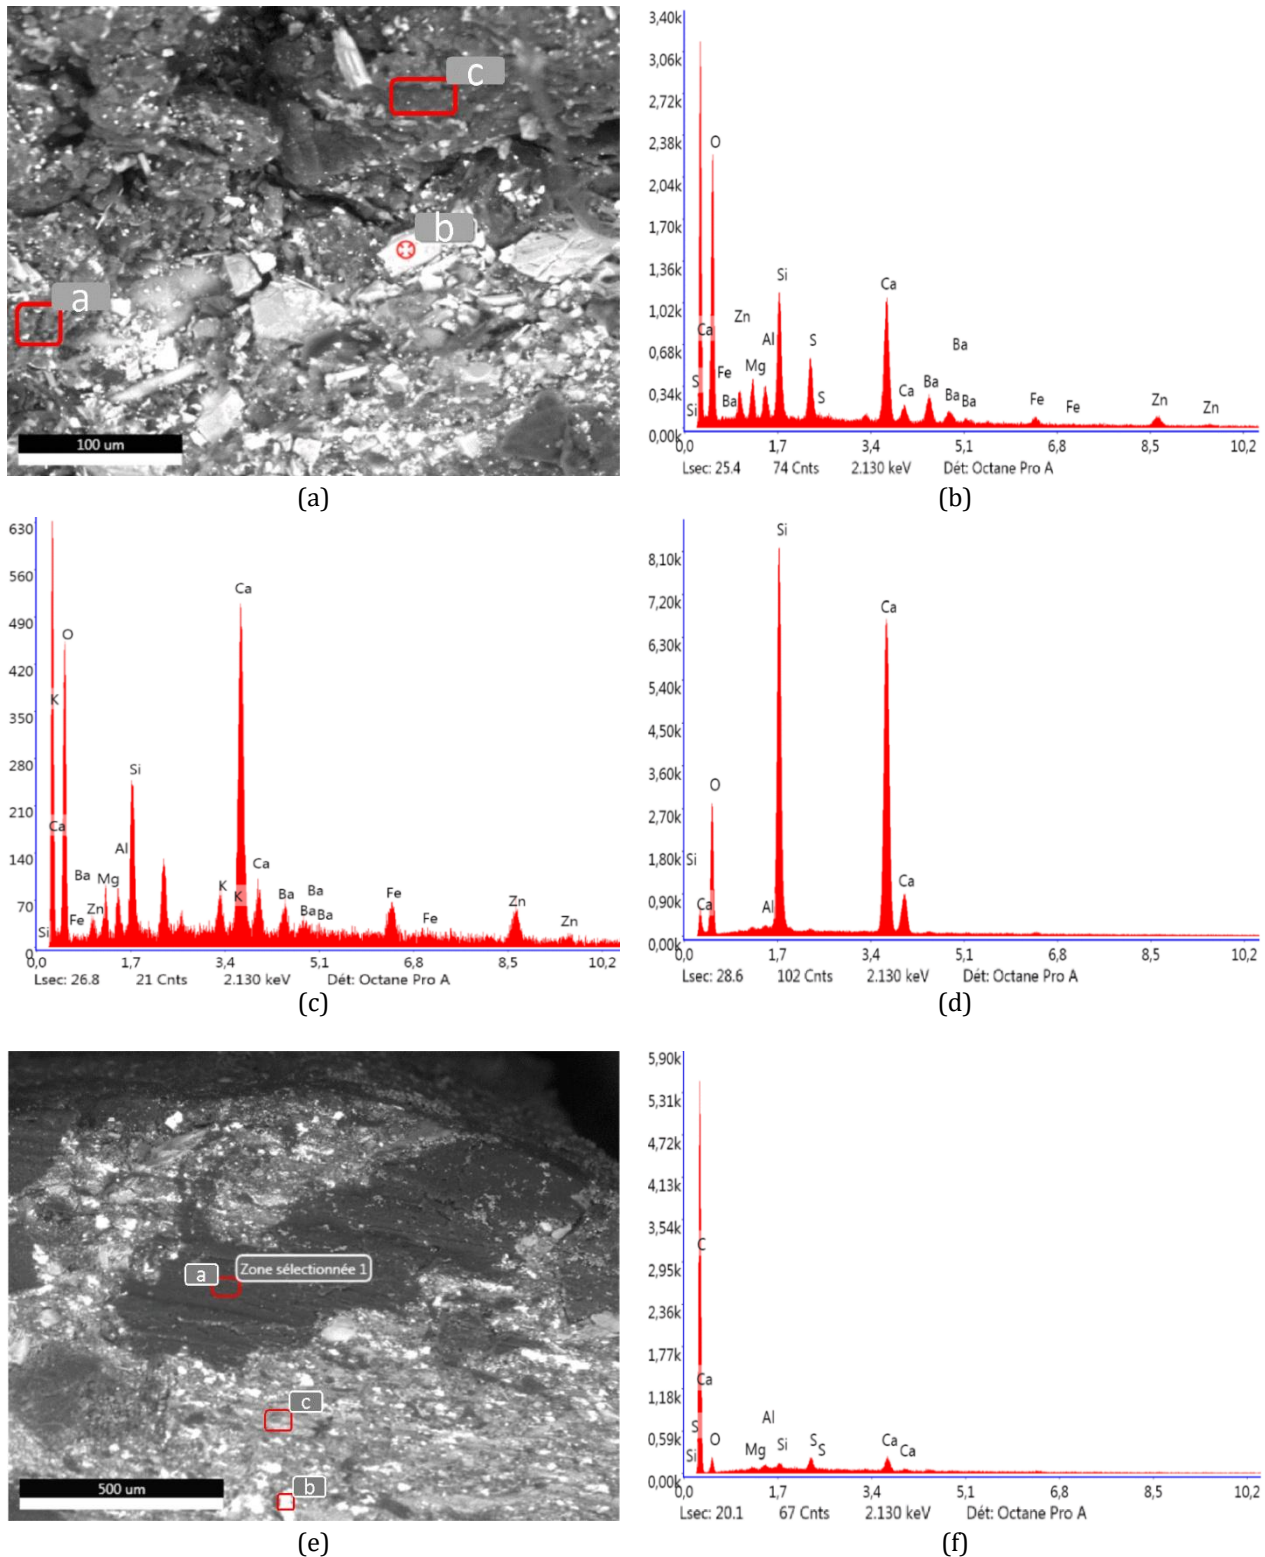 c
b
a
100 um
(a)
3,40k
3,06k
2,72k
2,38k
2,04k
1,70k
1,36k
1,02k
0,68k
0,34k
0,00k
O
Si
Ca
Zn
Ca
Al
S
Ba
Fe
Mg
S
Si
Ba
S
Ca
Ba
Ba
Ba
Fe
Fe
Zn
Zn
0,0 1,7 3,4 5,1 6,8 8,5 10,2
Lsec: 25.4 74 Cnts 2.130 keV Dét: Octane Pro A
(b)
630
560
490
420
350
280
210
140
70
0
Ca
O
K
Si
Ca
Al
Ca
Ba
Mg
K
K
Ba
Ba
Ba
Ba
Fe
Zn
Fe
Zn
Fe
Zn
Si
0,0 1,7 3,4 5,1 6,8 8,5 10,2
Lsec: 26.8 21 Cnts 2.130 keV Dét: Octane Pro A
(c)
8,10k
7,20k
6,30k
5,40k
4,50k
3,60k
2,70k
1,80k
0,90k
0,00k
Si
Ca
O
Si
Ca
Ca
Al
0,0 1,7 3,4 5,1 6,8 8,5 10,2
Lsec: 28.6 102 Cnts 2.130 keV Dét: Octane Pro A
(d)
a
Zone sélectionnée 1
c
b
500 um
(e)
5,90k
5,31k
4,72k
4,13k
3,54k
2,95k
2,36k
1,77k
1,18k
0,59k
0,00k
C
Ca
S
O
Al
Si
Si
Mg
S
S
Ca
Ca
0,0 1,7 3,4 5,1 6,8 8,5 10,2
Lsec: 20.1 67 Cnts 2.130 keV Dét: Octane Pro A
(f)